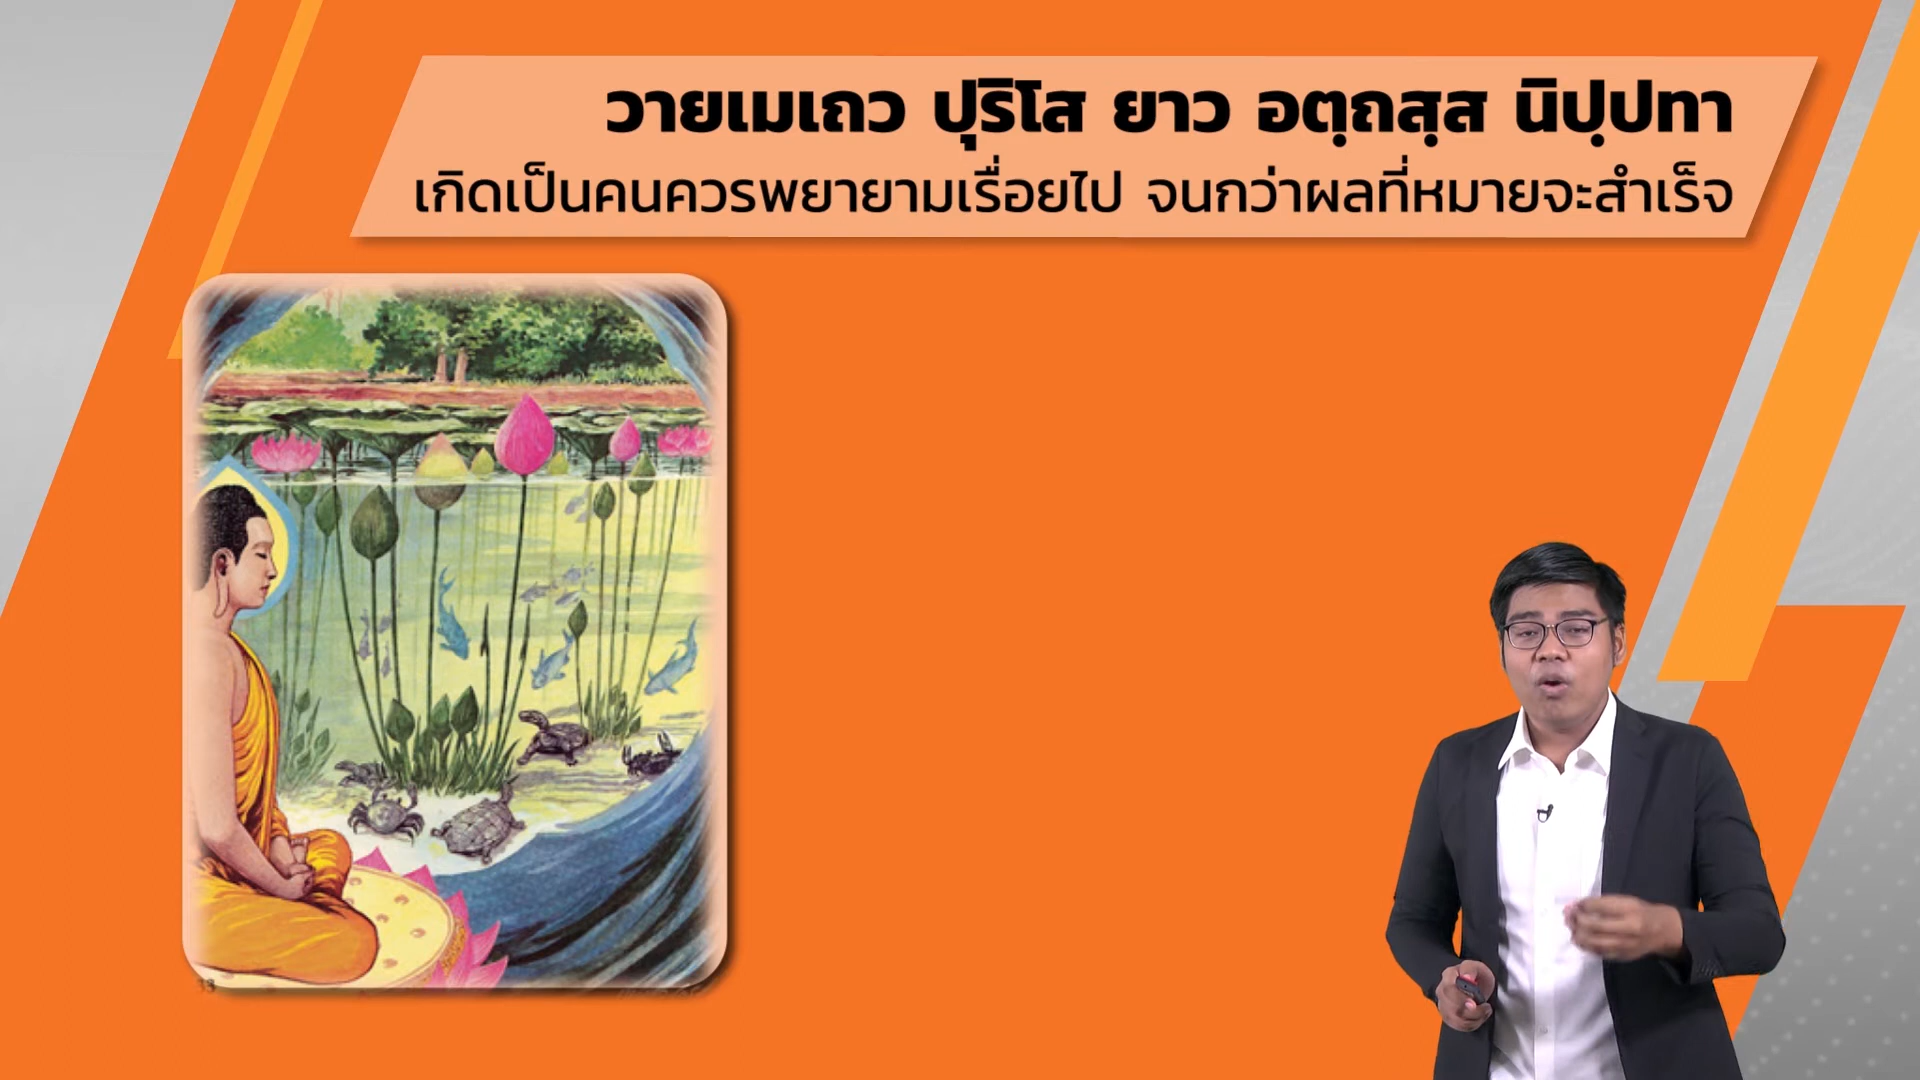 วายเมเถว ปุริโส ยาว อตฺถสฺส นิปฺปทา
เกิดเป็นคนควรพยายามเรื่อยไป จนกว่าผลที่หมายจะสำเร็จ